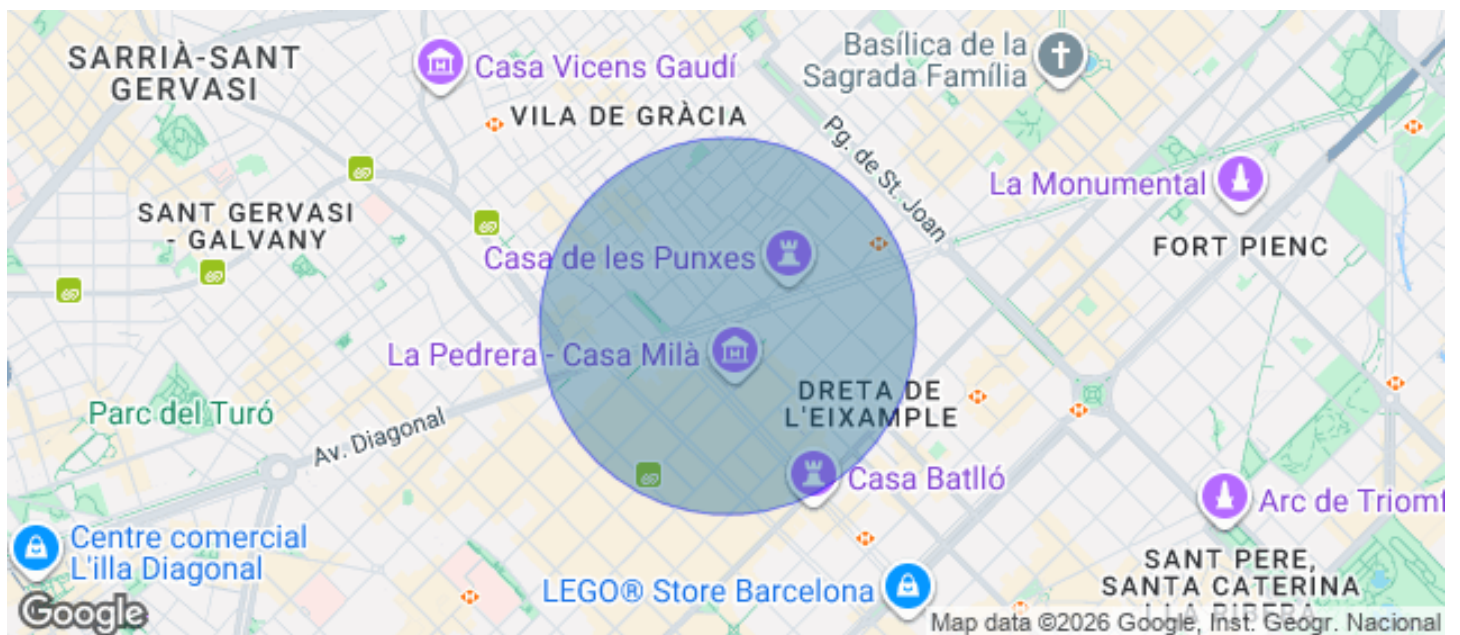 SARRIÀ-SANT
GERVASI
Casa Vicens Gaudí
Basílica de la
Sagrada Família
VILA DE GRÀCIA
Pg. de St. Joan
La Monumental
SANT GERVASI
- GALVANY
Casa de les Punxes
FORT PIENC
La Pedrera - Casa Milà
DRETA DE
L'EIXAMPLE
Parc del Turó
Av. Diagonal
Casa Batlló
Arc de Triomf
Centre comercial
L'illa Diagonal
LEGO® Store Barcelona
SANT PERE,
SANTA CATERINA
I LA RIBERA
Google
Map data ©2026 Google, Inst. Geogr. Nacional